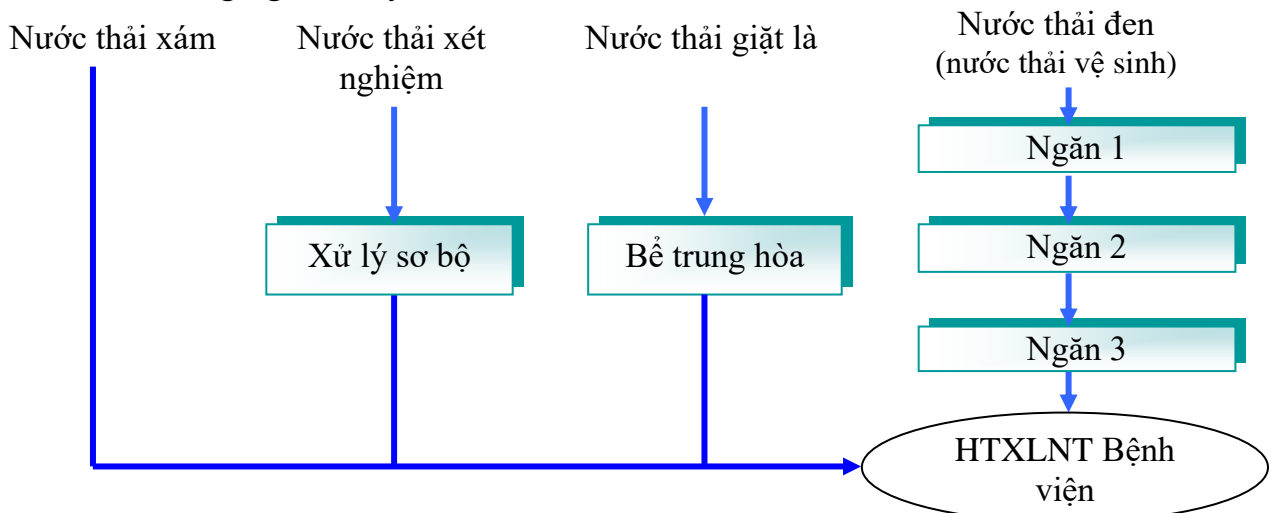 Nước thải xám
Nước thải xét
nghiệm
Nước thải giặt là
Nước thải đen
(nước thải vệ sinh)
Ngăn 1
Xử lý sơ bộ
Bể trung hòa
Ngăn 2
Ngăn 3
HTXLNT Bệnh
viện